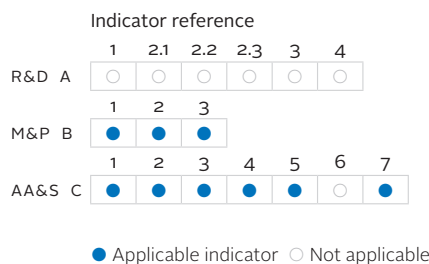 Indicator reference
1 2.1 2.2 2.3 3 4
R&D A
1 2 3
M&P B
1 2 3 4 5 6 7
AA&S C
Applicable indicator Not applicable